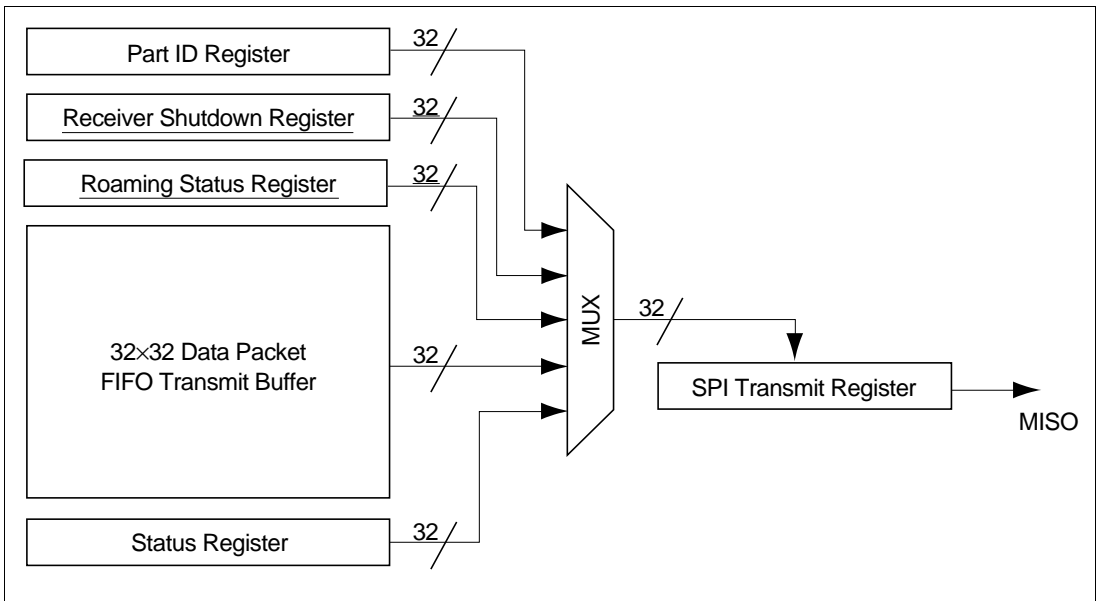 Part ID Register
32
Receiver Shutdown Register
32
Roaming Status Register
32
32×32 Data Packet
FIFO Transmit Buffer
32
Status Register
32
MUX
32
SPI Transmit Register
MISO